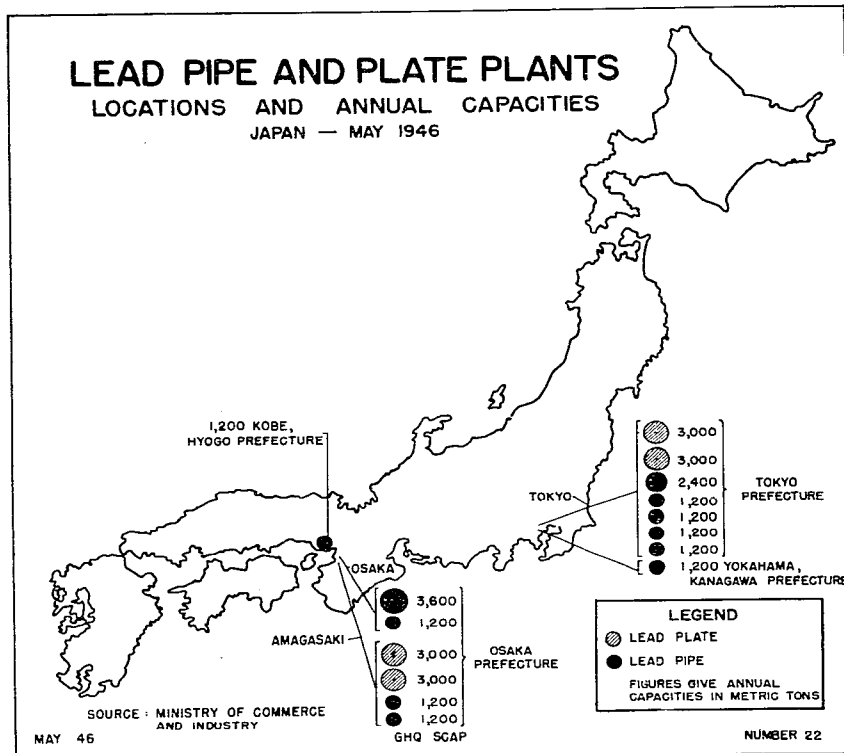 LEAD PIPE AND PLATE PLANTS
LOCATIONS AND ANNUAL CAPACITIES
JAPAN — MAY 1946
1,200 KOBE,
HYOGO PREFECTURE
3,000
3,000
2,400
1,200
1,200
1,200
1,200
TOKYO
PREFECTURE
TOKYO
1,200 YOKAHAMA,
KANAGAWA PREFECTURE
OSAKA
3,600
1,200
AMAGASAKI
3,000
3,000
1,200
1,200
OSAKA
PREFECTURE
LEGEND
LEAD PLATE
LEAD PIPE
FIGURES GIVE ANNUAL
CAPACITIES IN METRIC TONS
SOURCE : MINISTRY OF COMMERCE
AND INDUSTRY
MAY 46
GHQ SCAP
NUMBER 22